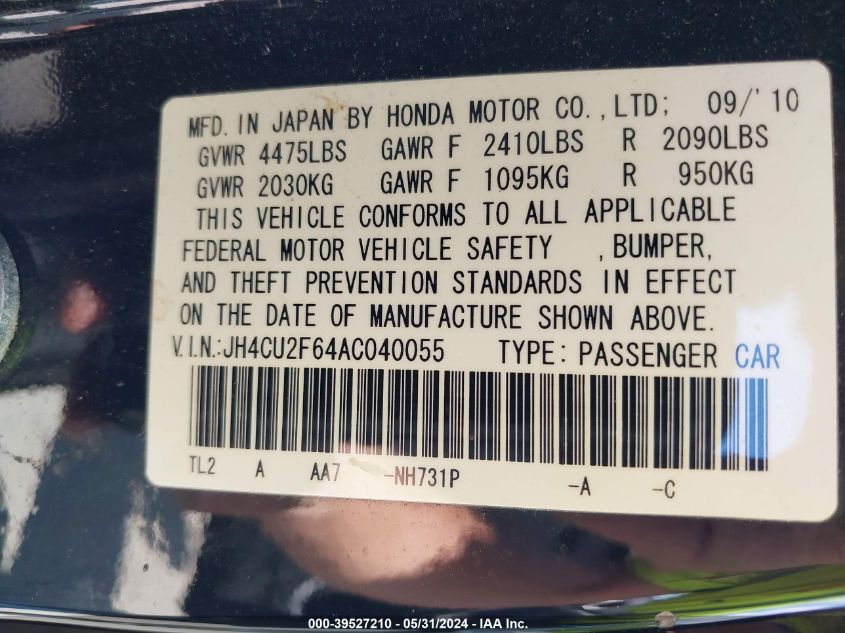 MFD. IN JAPAN BY HONDA MOTOR CO.,LTD; 09/'10
GVWR 4475LBS GAWR F 2410LBS R 2090LBS
GVWR 2030KG GAWR F 1095KG R 950KG
THIS VEHICLE CONFORMS TO ALL APPLICABLE
FEDERAL MOTOR VEHICLE SAFETY , BUMPER,
AND THEFT PREVENTION STANDARDS IN EFFECT
ON THE DATE OF MANUFACTURE SHOWN ABOVE.
V.I.N.:JH4CU2F64AC040055 TYPE: PASSENGER CAR
TL2 A AA7 -NH731P -A -C
000-39527210 - 05/31/2024 - IAA Inc.